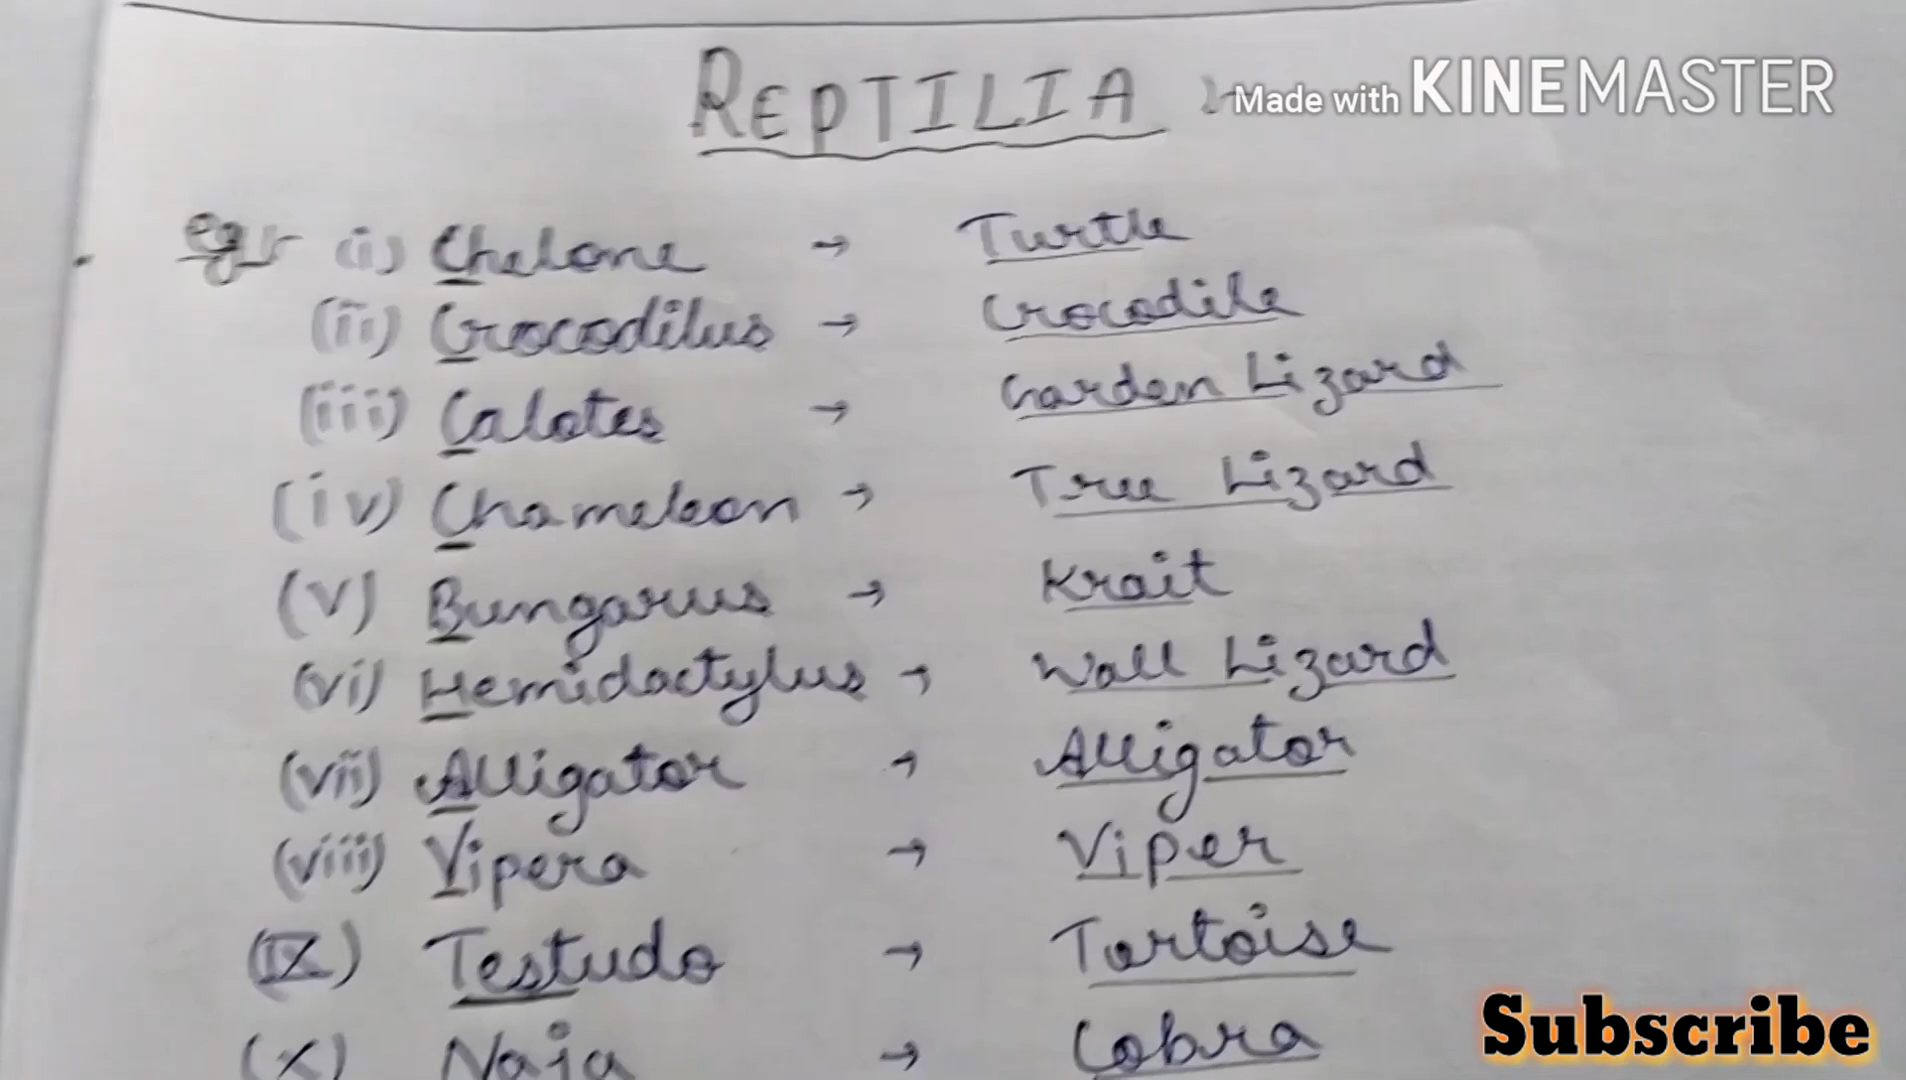 REPTILIA :-
Made with KINEMASTER
eg:- (i) Chelone → Turtle
(ii) Crocodilus → Crocodile
(iii) Calotes → Garden Lizard
(iv) Chameleon → Tree Lizard
(v) Bungarus → Krait
(vi) Hemidactylus → Wall Lizard
(vii) Alligator → Alligator
(viii) Vipera → Viper
(IX) Testudo → Tortoise
(X) Naja → Cobra
Subscribe